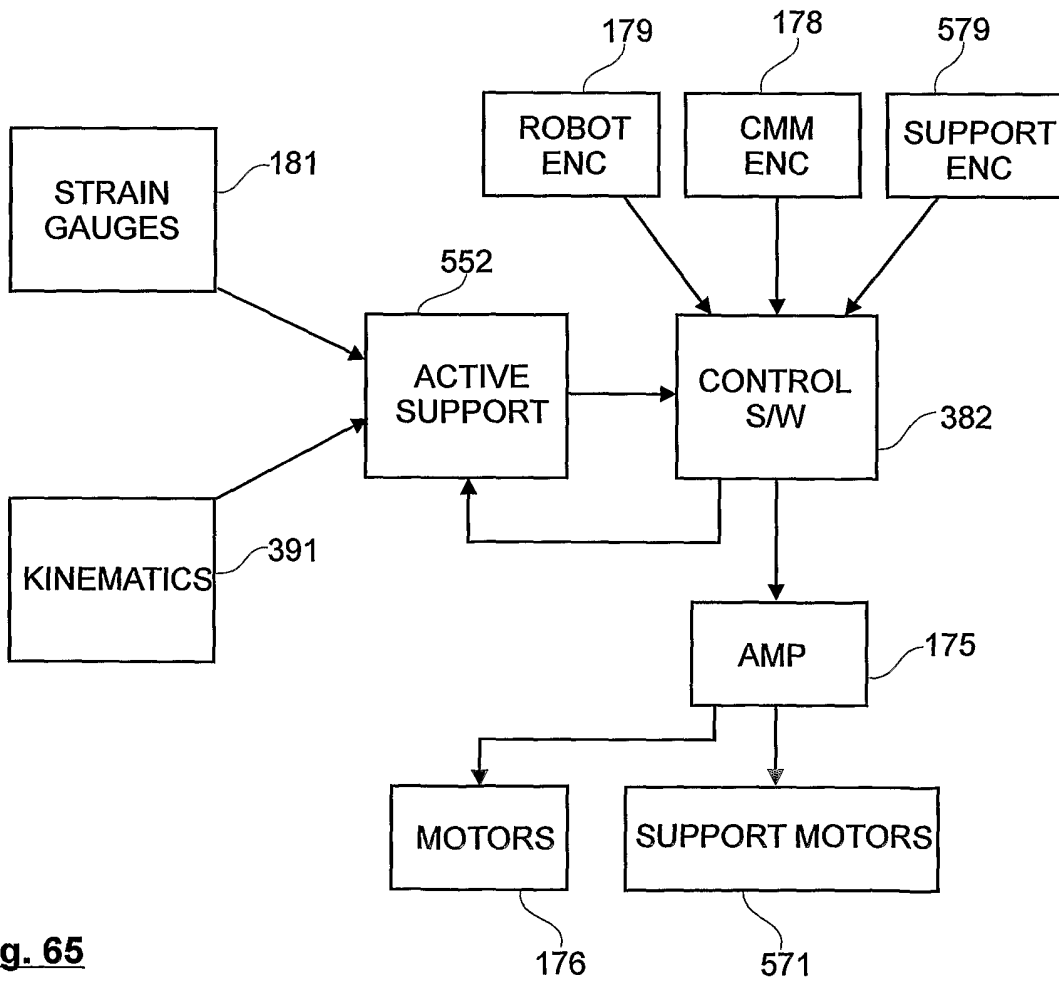 179
178
579
ROBOT
ENC
CMM
ENC
SUPPORT
ENC
181
STRAIN
GAUGES
552
ACTIVE
SUPPORT
CONTROL
S/W
382
391
KINEMATICS
AMP
175
MOTORS
SUPPORT MOTORS
176
571
g. 65